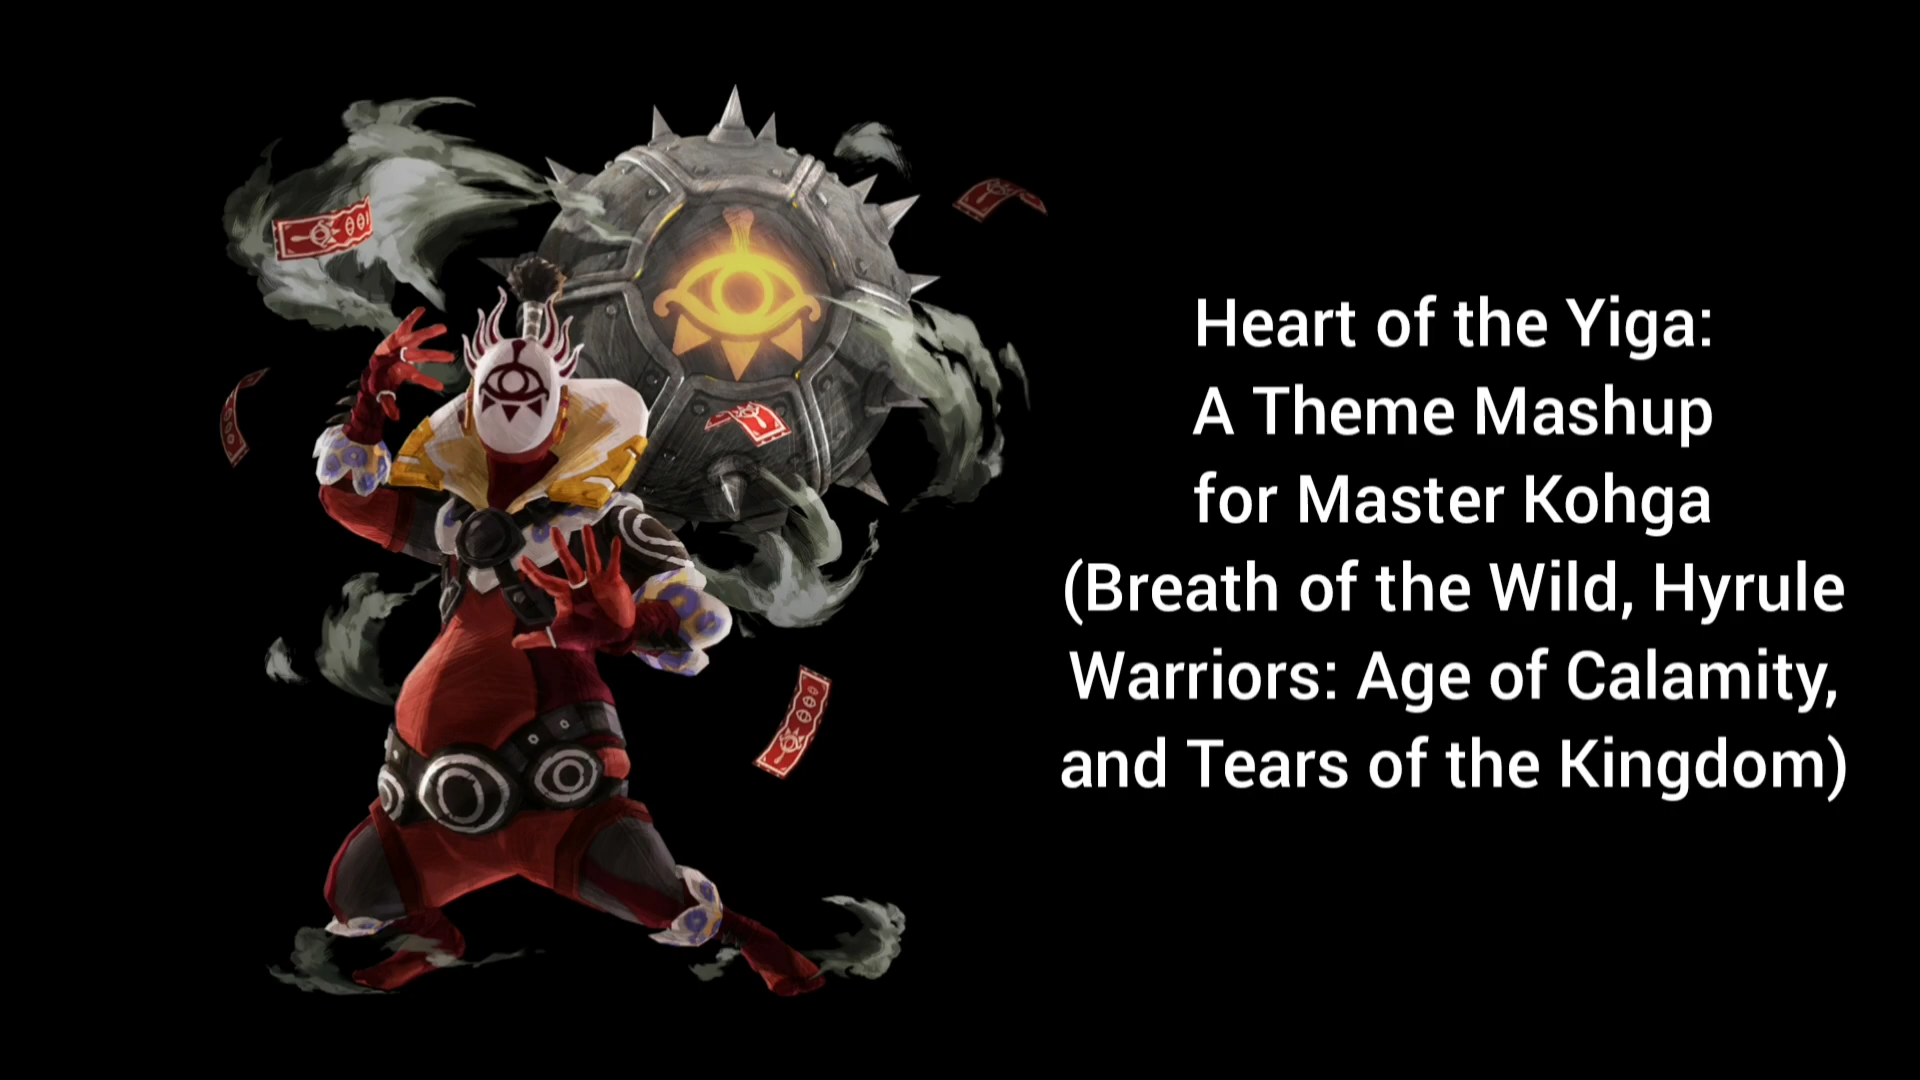 Heart of the Yiga:
A Theme Mashup
for Master Kohga
(Breath of the Wild, Hyrule
Warriors: Age of Calamity,
and Tears of the Kingdom)